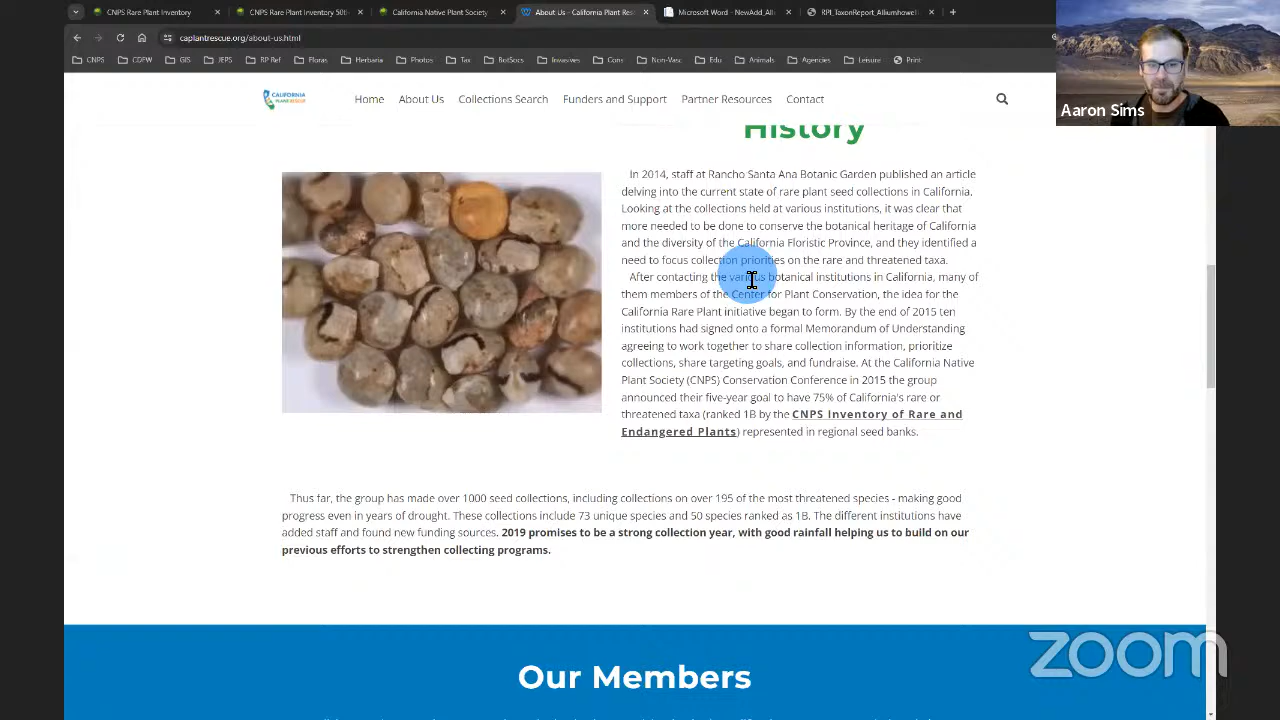 CNPS Rare Plant Inventory
CNPS Rare Plant Inventory 50th
California Native Plant Society
About Us - California Plant Res
Microsoft Word - NewAdd_Alli
RPI_TaxonReport_Alliumhowel
caplantrescue.org/about-us.html
CNPS CDFW GIS JEPS RP Ref Floras Herbaria Photos Tax BotSocs Invasives Cons Non-Vasc Edu Animals Agencies Leisure Print
Aaron Sims
CALIFORNIA
PLANT RESCUE
Home About Us Collections Search Funders and Support Partner Resources Contact
History
In 2014, staff at Rancho Santa Ana Botanic Garden published an article
delving into the current state of rare plant seed collections in California.
Looking at the collections held at various institutions, it was clear that
more needed to be done to conserve the botanical heritage of California
and the diversity of the California Floristic Province, and they identified a
need to focus collection priorities on the rare and threatened taxa.
After contacting the various botanical institutions in California, many of
them members of the Center for Plant Conservation, the idea for the
California Rare Plant initiative began to form. By the end of 2015 ten
institutions had signed onto a formal Memorandum of Understanding
agreeing to work together to share collection information, prioritize
collections, share targeting goals, and fundraise. At the California Native
Plant Society (CNPS) Conservation Conference in 2015 the group
announced their five-year goal to have 75% of California's rare or
threatened taxa (ranked 1B by the CNPS Inventory of Rare and
Endangered Plants) represented in regional seed banks.
Thus far, the group has made over 1000 seed collections, including collections on over 195 of the most threatened species - making good
progress even in years of drought. These collections include 73 unique species and 50 species ranked as 1B. The different institutions have
added staff and found new funding sources. 2019 promises to be a strong collection year, with good rainfall helping us to build on our
previous efforts to strengthen collecting programs.
Our Members
zoom